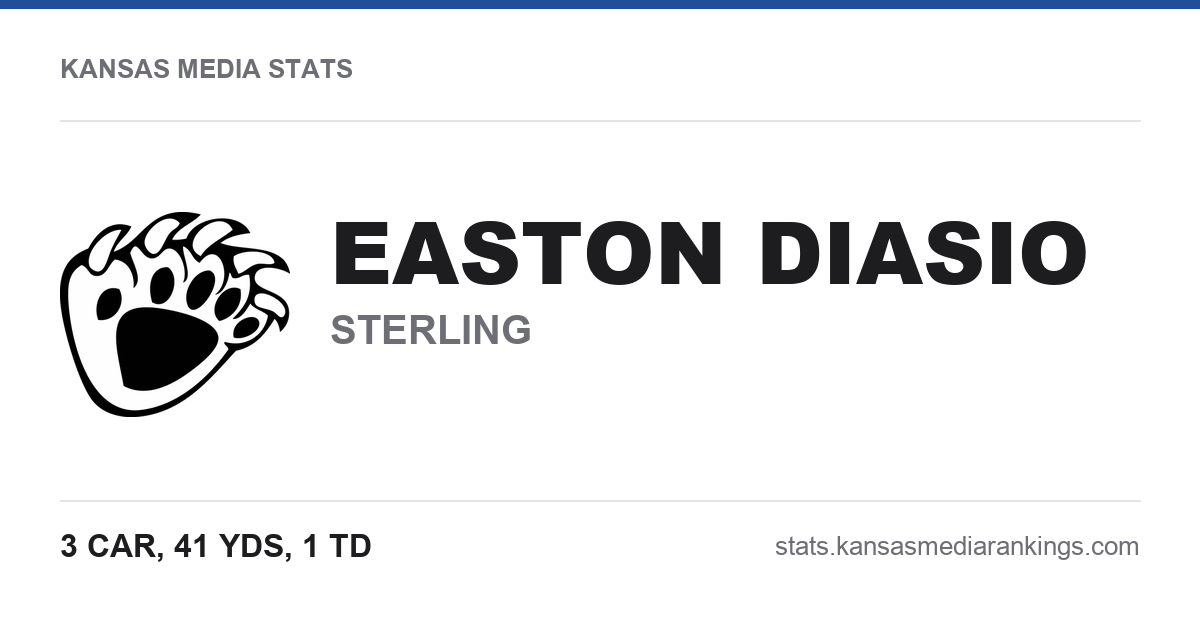 KANSAS MEDIA STATS
EASTON DIASIO
STERLING
3 CAR, 41 YDS, 1 TD
stats.kansasmediarankings.com